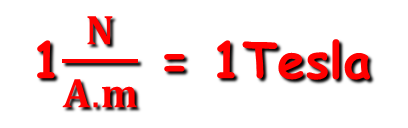 1 N/A.m = 1Tesla